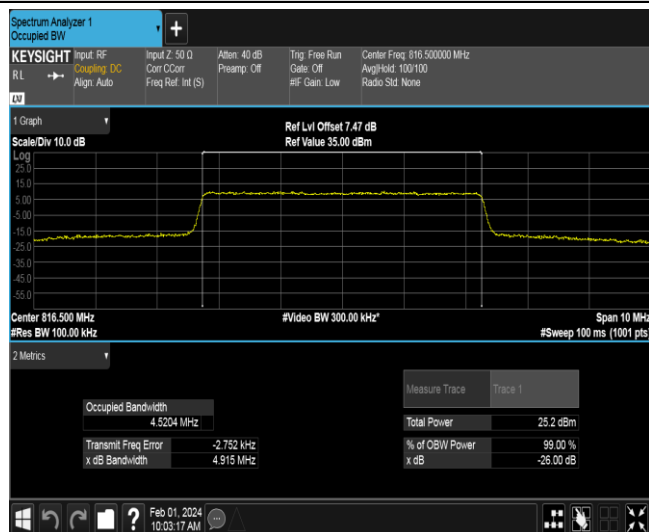 Spectrum Analyzer 1
Occupied BW
+
KEYSIGHT Input: RF Input Z: 50 Ω Atten: 40 dB Trig: Free Run Center Freq: 816.500000 MHz
RL Coupling: DC Corr CCorr Preamp: Off Gate: Off Avg|Hold: 100/100
Align: Auto Freq Ref: Int (S) #IF Gain: Low Radio Std: None
LXI
1 Graph
Ref Lvl Offset 7.47 dB
Scale/Div 10.0 dB Ref Value 35.00 dBm
Log
25.0
15.0
5.00
-5.00
-15.0
-25.0
-35.0
-45.0
-55.0
Center 816.500 MHz #Video BW 300.00 kHz* Span 10 MHz
#Res BW 100.00 kHz #Sweep 100 ms (1001 pts)
2 Metrics
Measure Trace Trace 1
Occupied Bandwidth
4.5204 MHz Total Power 25.2 dBm
Transmit Freq Error -2.752 kHz % of OBW Power 99.00 %
x dB Bandwidth 4.915 MHz x dB -26.00 dB
? Feb 01, 2024
10:03:17 AM